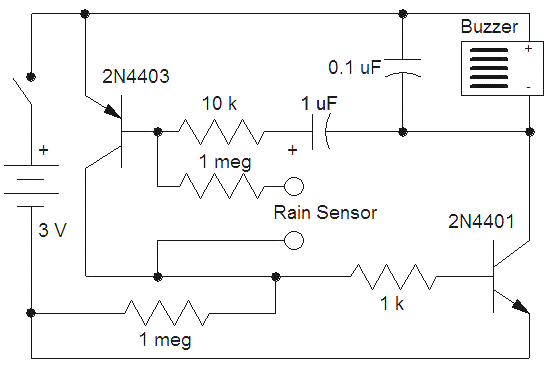 Buzzer
+
-
0.1 uF
2N4403
10 k
1 uF
+
1 meg
+
3 V
Rain Sensor
2N4401
1 k
1 meg